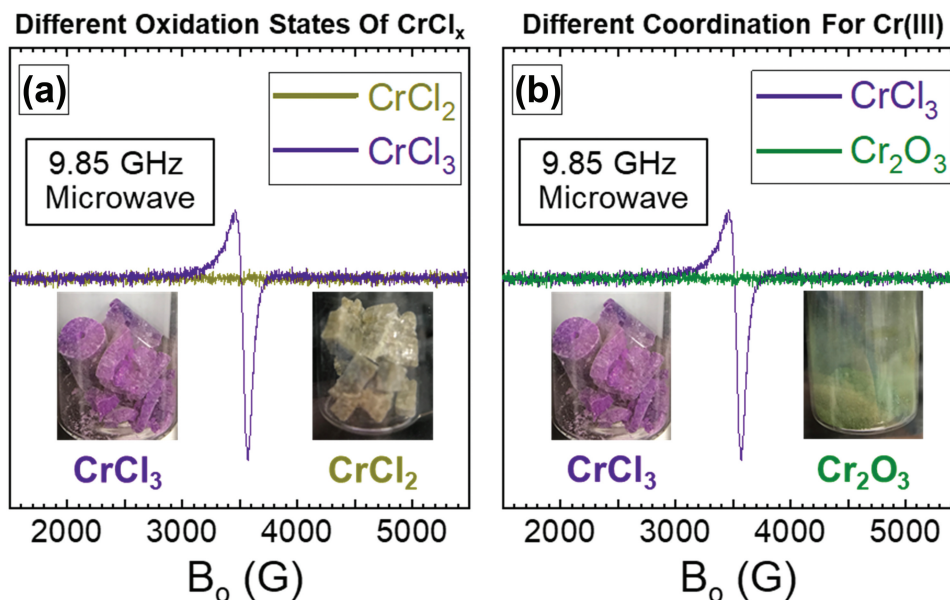 Different Oxidation States Of CrClₓ
(a)
CrCl₂
CrCl₃
9.85 GHz
Microwave
CrCl₃
CrCl₂
2000 3000 4000 5000
Bₒ (G)
Different Coordination For Cr(III)
(b)
CrCl₃
Cr₂O₃
9.85 GHz
Microwave
CrCl₃
Cr₂O₃
2000 3000 4000 5000
Bₒ (G)